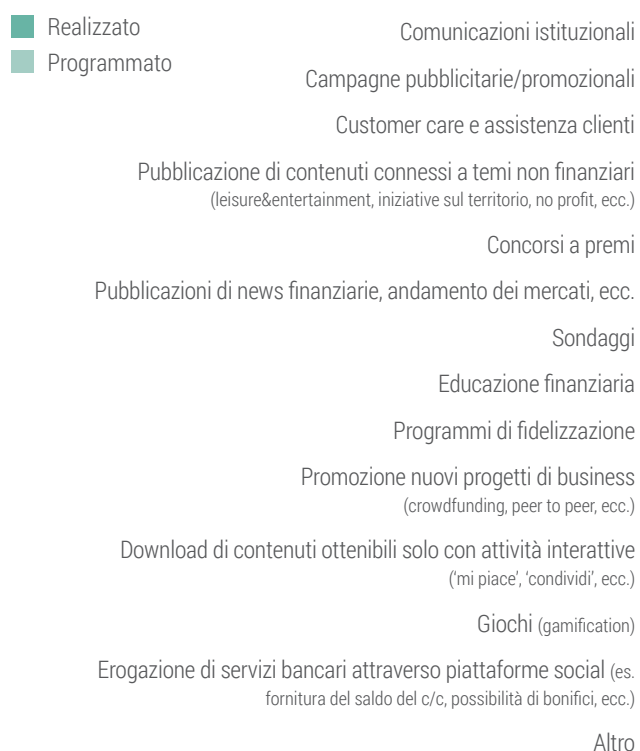 Realizzato
Programmato
Comunicazioni istituzionali
Campagne pubblicitarie/promozionali
Customer care e assistenza clienti
Pubblicazione di contenuti connessi a temi non finanziari
(leisure&entertainment, iniziative sul territorio, no profit, ecc.)
Concorsi a premi
Pubblicazioni di news finanziarie, andamento dei mercati, ecc.
Sondaggi
Educazione finanziaria
Programmi di fidelizzazione
Promozione nuovi progetti di business
(crowdfunding, peer to peer, ecc.)
Download di contenuti ottenibili solo con attività interattive
(‘mi piace’, ‘condividi’, ecc.)
Giochi (gamification)
Erogazione di servizi bancari attraverso piattaforme social (es.
fornitura del saldo del c/c, possibilità di bonifici, ecc.)
Altro